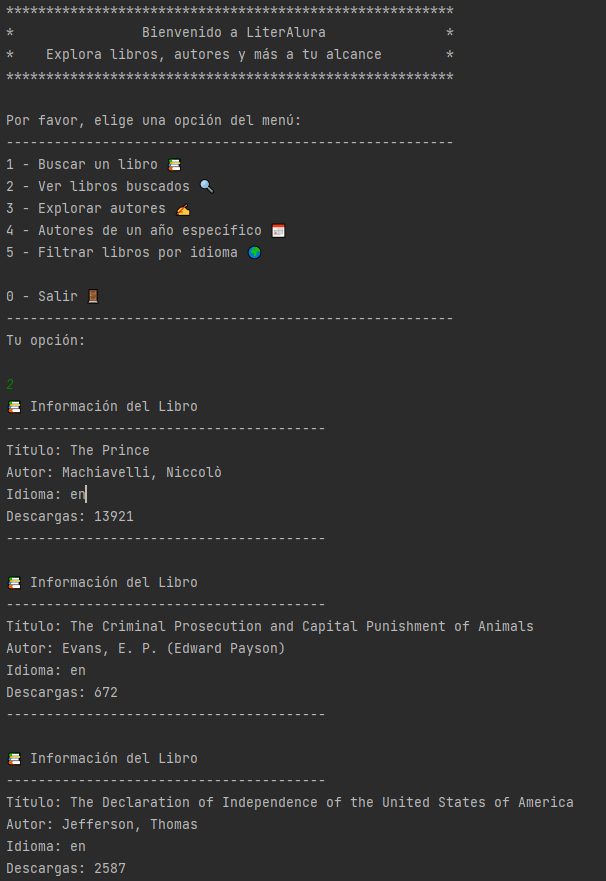 ********************************************************
*                Bienvenido a LiterAlura               *
*    Explora libros, autores y más a tu alcance        *
********************************************************
Por favor, elige una opción del menú:
--------------------------------------------------------
1 - Buscar un libro 📚
2 - Ver libros buscados 🔍
3 - Explorar autores ✍
4 - Autores de un año específico 📅
5 - Filtrar libros por idioma 🌍
0 - Salir 🚪
--------------------------------------------------------
Tu opción:
2
📚 Información del Libro
----------------------------------------
Título: The Prince
Autor: Machiavelli, Niccolò
Idioma: en
Descargas: 13921
----------------------------------------
📚 Información del Libro
----------------------------------------
Título: The Criminal Prosecution and Capital Punishment of Animals
Autor: Evans, E. P. (Edward Payson)
Idioma: en
Descargas: 672
----------------------------------------
📚 Información del Libro
----------------------------------------
Título: The Declaration of Independence of the United States of America
Autor: Jefferson, Thomas
Idioma: en
Descargas: 2587